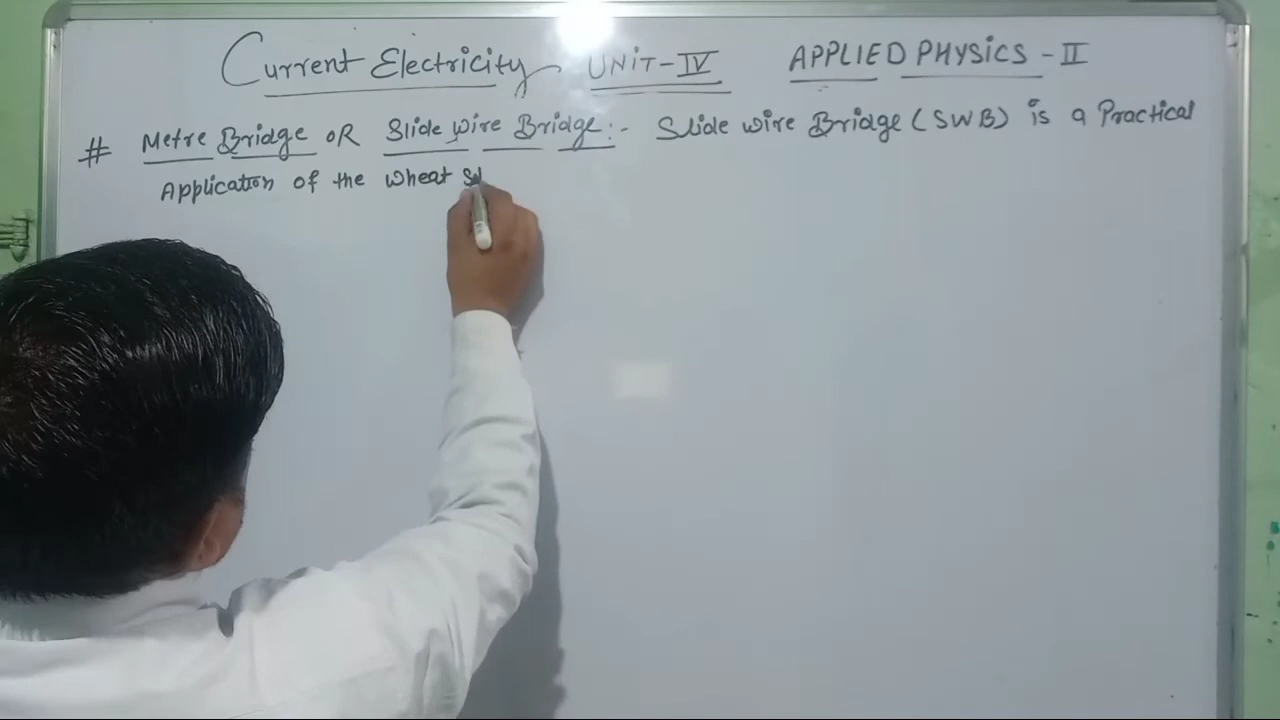 Current Electricity UNIT-IV APPLIED PHYSICS - II
# Metre Bridge OR Slide Wire Bridge :- Slide wire Bridge (SWB) is a Practical
Application of the wheat